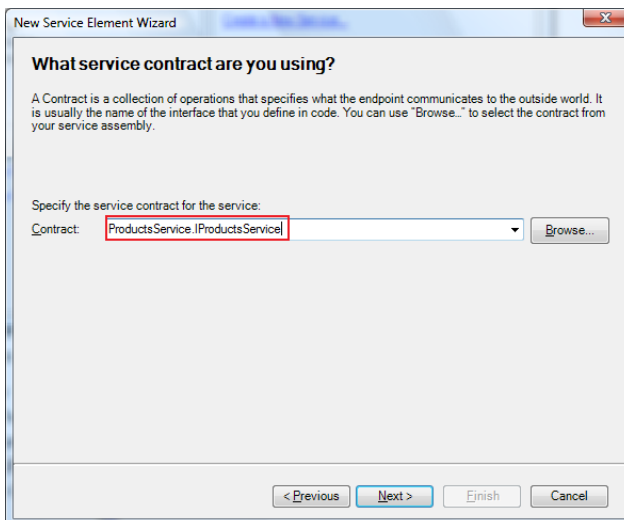 New Service Element Wizard
Create a New Service...
What service contract are you using?
A Contract is a collection of operations that specifies what the endpoint communicates to the outside world. It
is usually the name of the interface that you define in code. You can use "Browse..." to select the contract from
your service assembly.
Specify the service contract for the service:
Contract: ProductsService.IProductsService Browse...
< Previous Next > Finish Cancel